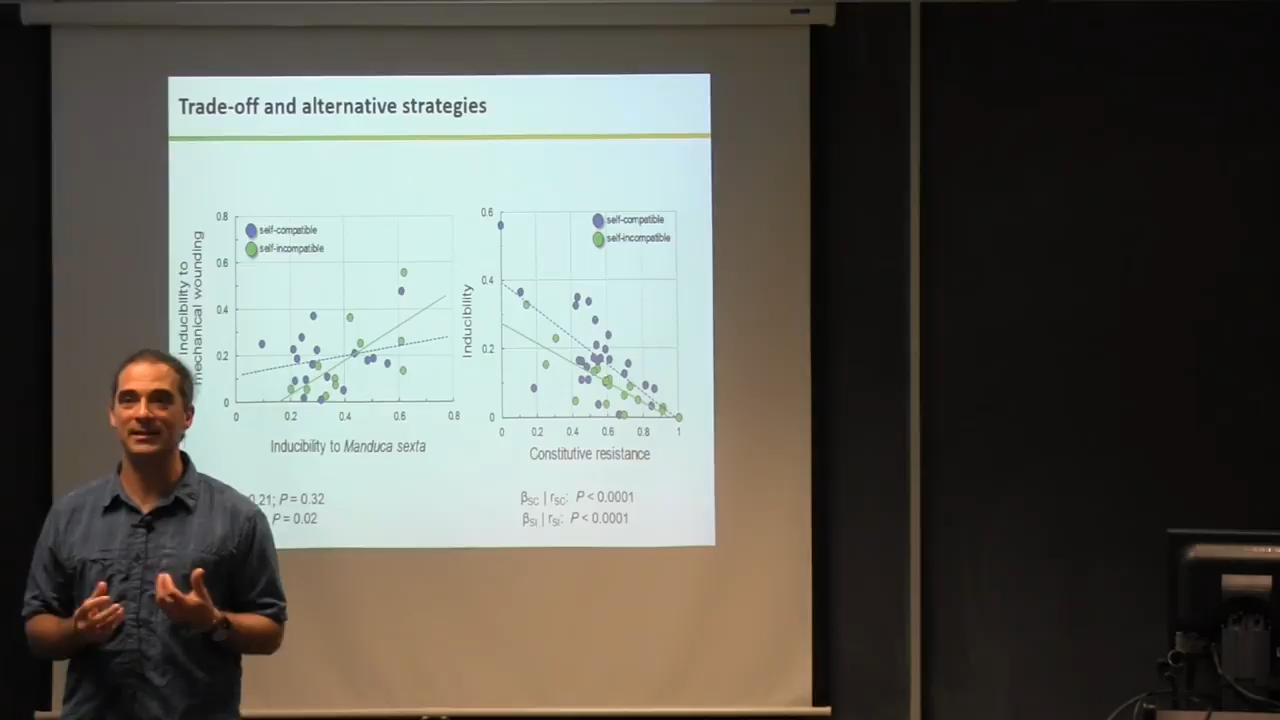 Trade-off and alternative strategies
0.8
0.6
0.4
0.2
0
Inducibility to
mechanical wounding
self-compatible
self-incompatible
0
0.2
0.4
0.6
0.8
Inducibility to Manduca sexta
0.21; P = 0.32
P = 0.02
0.6
0.4
0.2
0
Inducibility
self-compatible
self-incompatible
0
0.2
0.4
0.6
0.8
1
Constitutive resistance
βSC | rSC: P < 0.0001
βSI | rSI: P < 0.0001